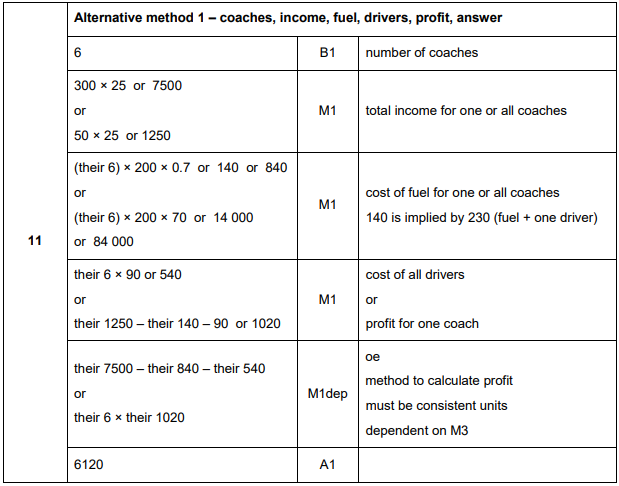 Alternative method 1 – coaches, income, fuel, drivers, profit, answer
6
B1
number of coaches
300 × 25 or 7500
or
50 × 25 or 1250
M1
total income for one or all coaches
(their 6) × 200 × 0.7 or 140 or 840
or
(their 6) × 200 × 70 or 14 000
or 84 000
M1
cost of fuel for one or all coaches
140 is implied by 230 (fuel + one driver)
11
their 6 × 90 or 540
or
their 1250 – their 140 – 90 or 1020
M1
cost of all drivers
or
profit for one coach
their 7500 – their 840 – their 540
or
their 6 × their 1020
M1dep
oe
method to calculate profit
must be consistent units
dependent on M3
6120
A1